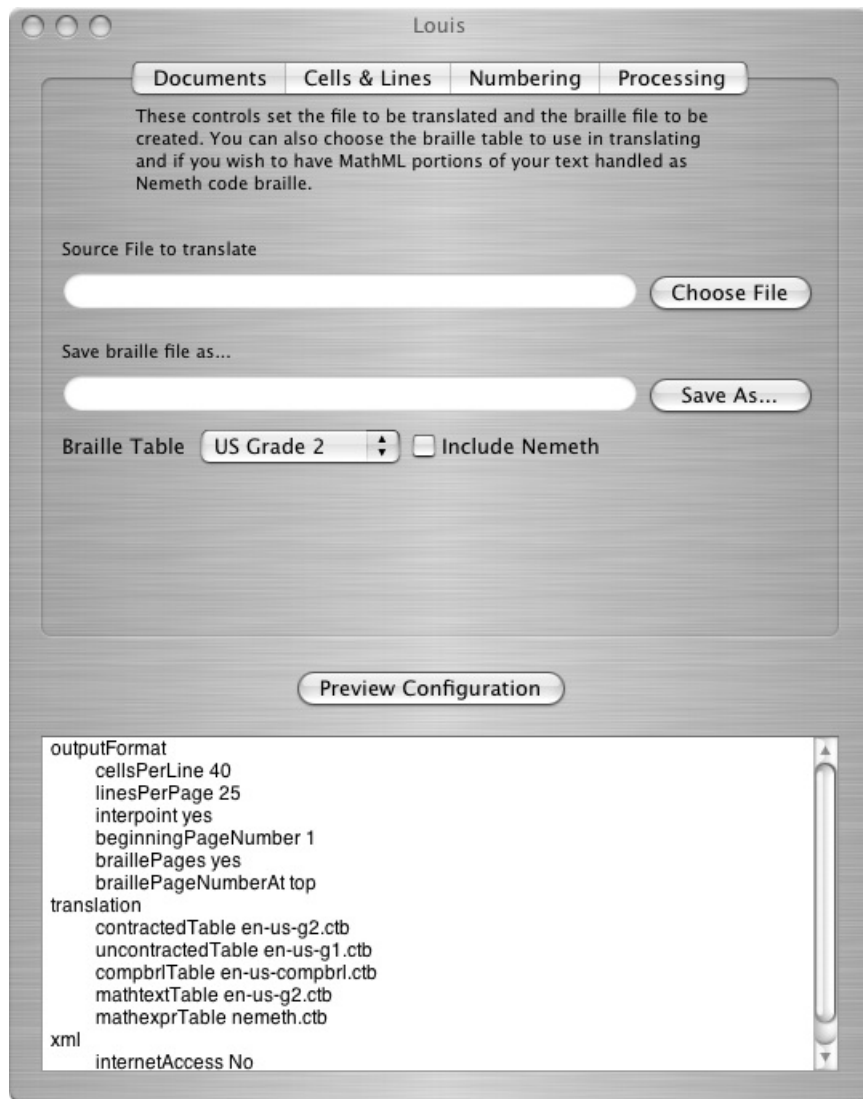 Louis
Documents Cells & Lines Numbering Processing
These controls set the file to be translated and the braille file to be
created. You can also choose the braille table to use in translating
and if you wish to have MathML portions of your text handled as
Nemeth code braille.
Source File to translate
Choose File
Save braille file as...
Save As...
Braille Table US Grade 2 Include Nemeth
Preview Configuration
outputFormat
cellsPerLine 40
linesPerPage 25
interpoint yes
beginningPageNumber 1
braillePages yes
braillePageNumberAt top
translation
contractedTable en-us-g2.ctb
uncontractedTable en-us-g1.ctb
compbrlTable en-us-compbrl.ctb
mathtextTable en-us-g2.ctb
mathexprTable nemeth.ctb
xml
internetAccess No